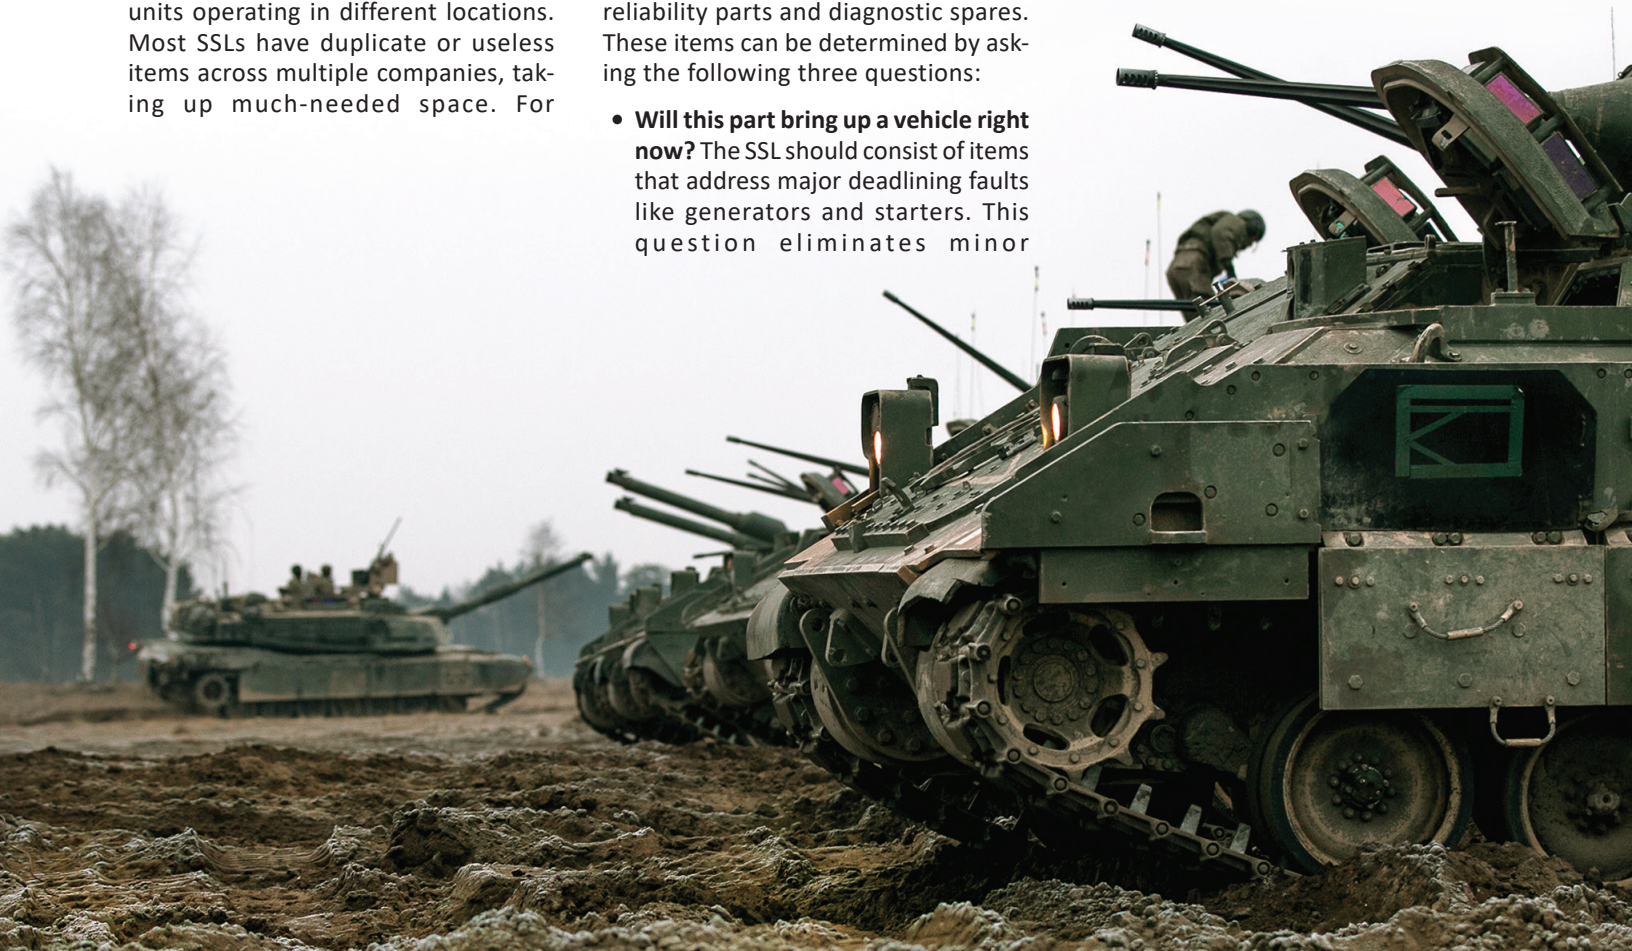 units operating in different locations.
Most SSLs have duplicate or useless
items across multiple companies, tak-
ing up much-needed space. For
reliability parts and diagnostic spares.
These items can be determined by ask-
ing the following three questions:
• Will this part bring up a vehicle right
now? The SSL should consist of items
that address major deadlining faults
like generators and starters. This
question eliminates minor